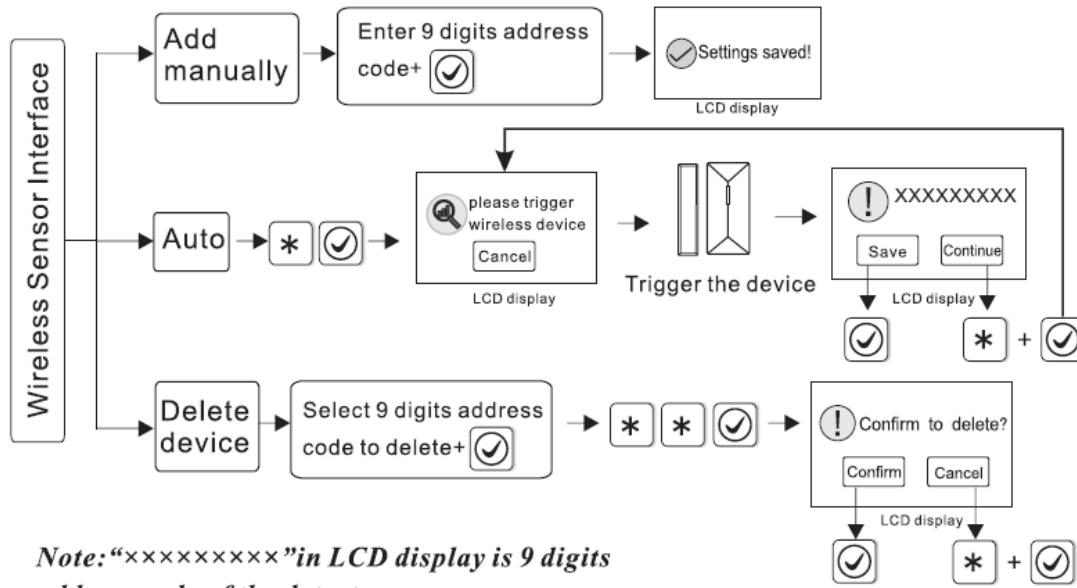 Wireless Sensor Interface
Add
manually
Enter 9 digits address
code+
Settings saved!
LCD display
Auto
*
please trigger
wireless device
Cancel
LCD display
Trigger the device
XXXXXXXXX
Save
Continue
LCD display
* +
Delete
device
Select 9 digits address
code to delete+
* *
Confirm to delete?
Confirm
Cancel
LCD display
* +
Note:“×××××××××”in LCD display is 9 digits